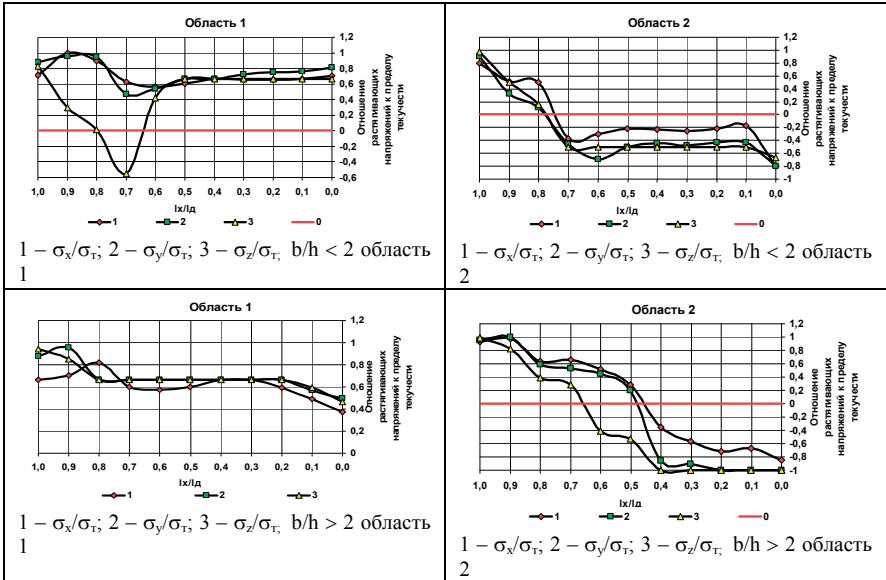 Область 1
1,2
1
0,8
0,6
0,4
0,2
0
-0,2
-0,4
-0,6
Отношение
растягивающих
напряжений к пределу
текучести
1,0 0,9 0,8 0,7 0,6 0,5 0,4 0,3 0,2 0,1 0,0
lx/lд
1 2 3 0
1 – σx/σт; 2 – σy/σт; 3 – σz/σт; b/h < 2 область
1
Область 2
1,2
1
0,8
0,6
0,4
0,2
0
-0,2
-0,4
-0,6
-0,8
-1
Отношение
растягивающих
напряжений к пределу
текучести
1,0 0,9 0,8 0,7 0,6 0,5 0,4 0,3 0,2 0,1 0,0
lx/lд
1 2 3 0
1 – σx/σт; 2 – σy/σт; 3 – σz/σт; b/h < 2 область
2
Область 1
1,2
1
0,8
0,6
0,4
0,2
0
Отношение
растягивающих
напряжений к пределу
текучести
1,0 0,9 0,8 0,7 0,6 0,5 0,4 0,3 0,2 0,1 0,0
lx/lд
1 2 3
1 – σx/σт; 2 – σy/σт; 3 – σz/σт; b/h > 2 область
1
Область 2
1,2
1
0,8
0,6
0,4
0,2
0
-0,2
-0,4
-0,6
-0,8
-1
Отношение
растягивающих
напряжений к пределу
текучести
1,0 0,9 0,8 0,7 0,6 0,5 0,4 0,3 0,2 0,1 0,0
lx/lд
1 2 3 0
1 – σx/σт; 2 – σy/σт; 3 – σz/σт; b/h > 2 область
2